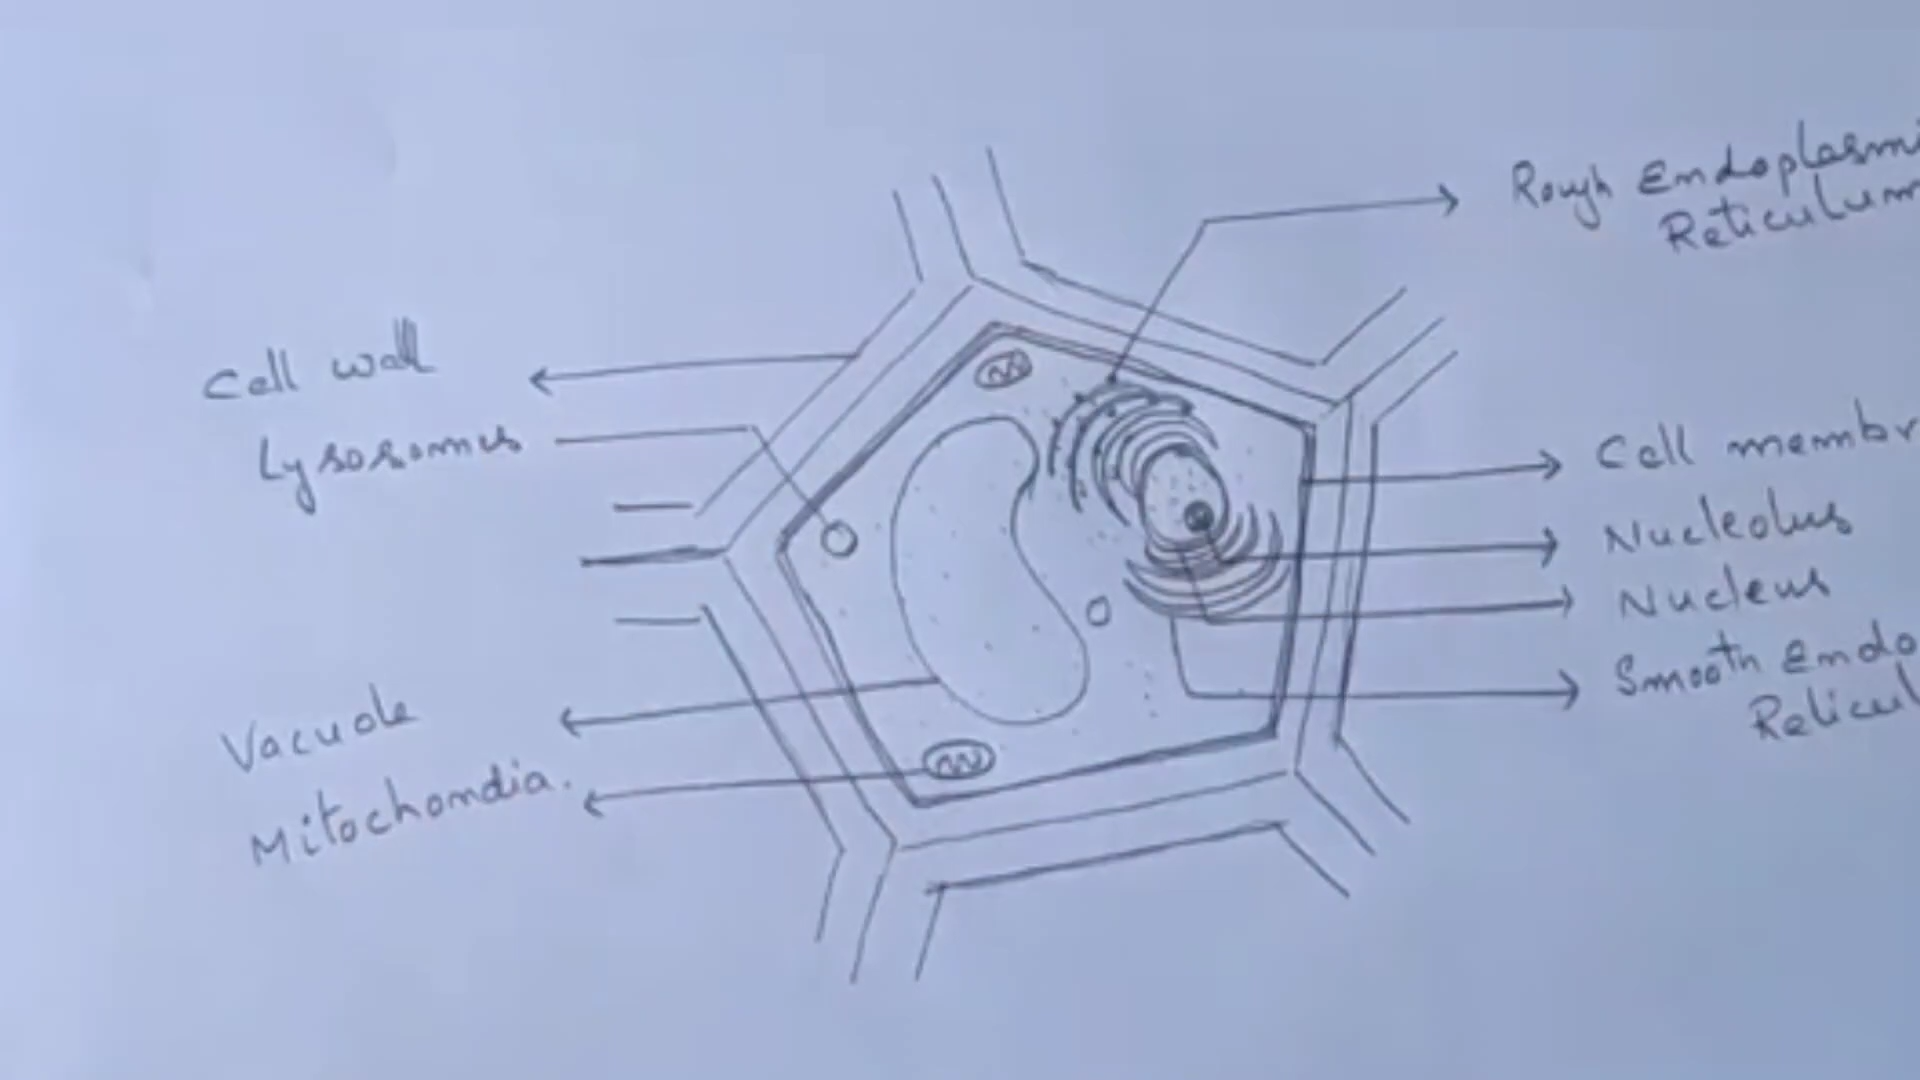 Rough Endoplasmi
Reticulum
Cell wall
Lysosomes
Cell membr
Nucleolus
Nucleus
Smooth Endo
Reticul
Vacuole
Mitochondia.